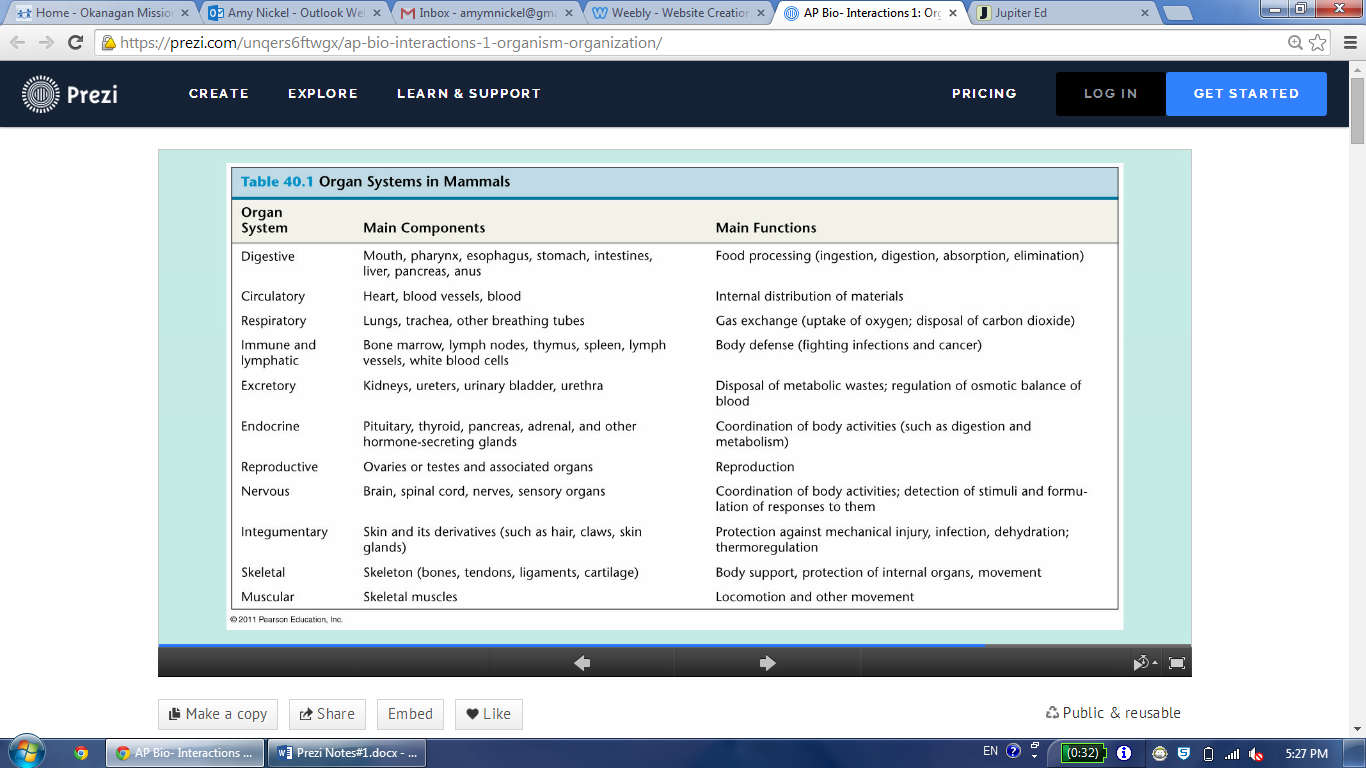 Home - Okanagan Missio
Amy Nickel - Outlook We
Inbox - amymnickel@gm
Weebly - Website Creatio
AP Bio- Interactions 1: Or
Jupiter Ed
https://prezi.com/unqers6ftwgx/ap-bio-interactions-1-organism-organization/
Prezi CREATE EXPLORE LEARN & SUPPORT PRICING LOG IN GET STARTED
Table 40.1 Organ Systems in Mammals
Organ
System Main Components Main Functions
Digestive Mouth, pharynx, esophagus, stomach, intestines, Food processing (ingestion, digestion, absorption, elimination)
liver, pancreas, anus
Circulatory Heart, blood vessels, blood Internal distribution of materials
Respiratory Lungs, trachea, other breathing tubes Gas exchange (uptake of oxygen; disposal of carbon dioxide)
Immune and Bone marrow, lymph nodes, thymus, spleen, lymph Body defense (fighting infections and cancer)
lymphatic vessels, white blood cells
Excretory Kidneys, ureters, urinary bladder, urethra Disposal of metabolic wastes; regulation of osmotic balance of
blood
Endocrine Pituitary, thyroid, pancreas, adrenal, and other Coordination of body activities (such as digestion and
hormone-secreting glands metabolism)
Reproductive Ovaries or testes and associated organs Reproduction
Nervous Brain, spinal cord, nerves, sensory organs Coordination of body activities; detection of stimuli and formu-
lation of responses to them
Integumentary Skin and its derivatives (such as hair, claws, skin Protection against mechanical injury, infection, dehydration;
glands) thermoregulation
Skeletal Skeleton (bones, tendons, ligaments, cartilage) Body support, protection of internal organs, movement
Muscular Skeletal muscles Locomotion and other movement
© 2011 Pearson Education, Inc.
Make a copy Share Embed Like Public & reusable
AP Bio- Interactions ... Prezi Notes#1.docx - ... EN (0:32) 5:27 PM